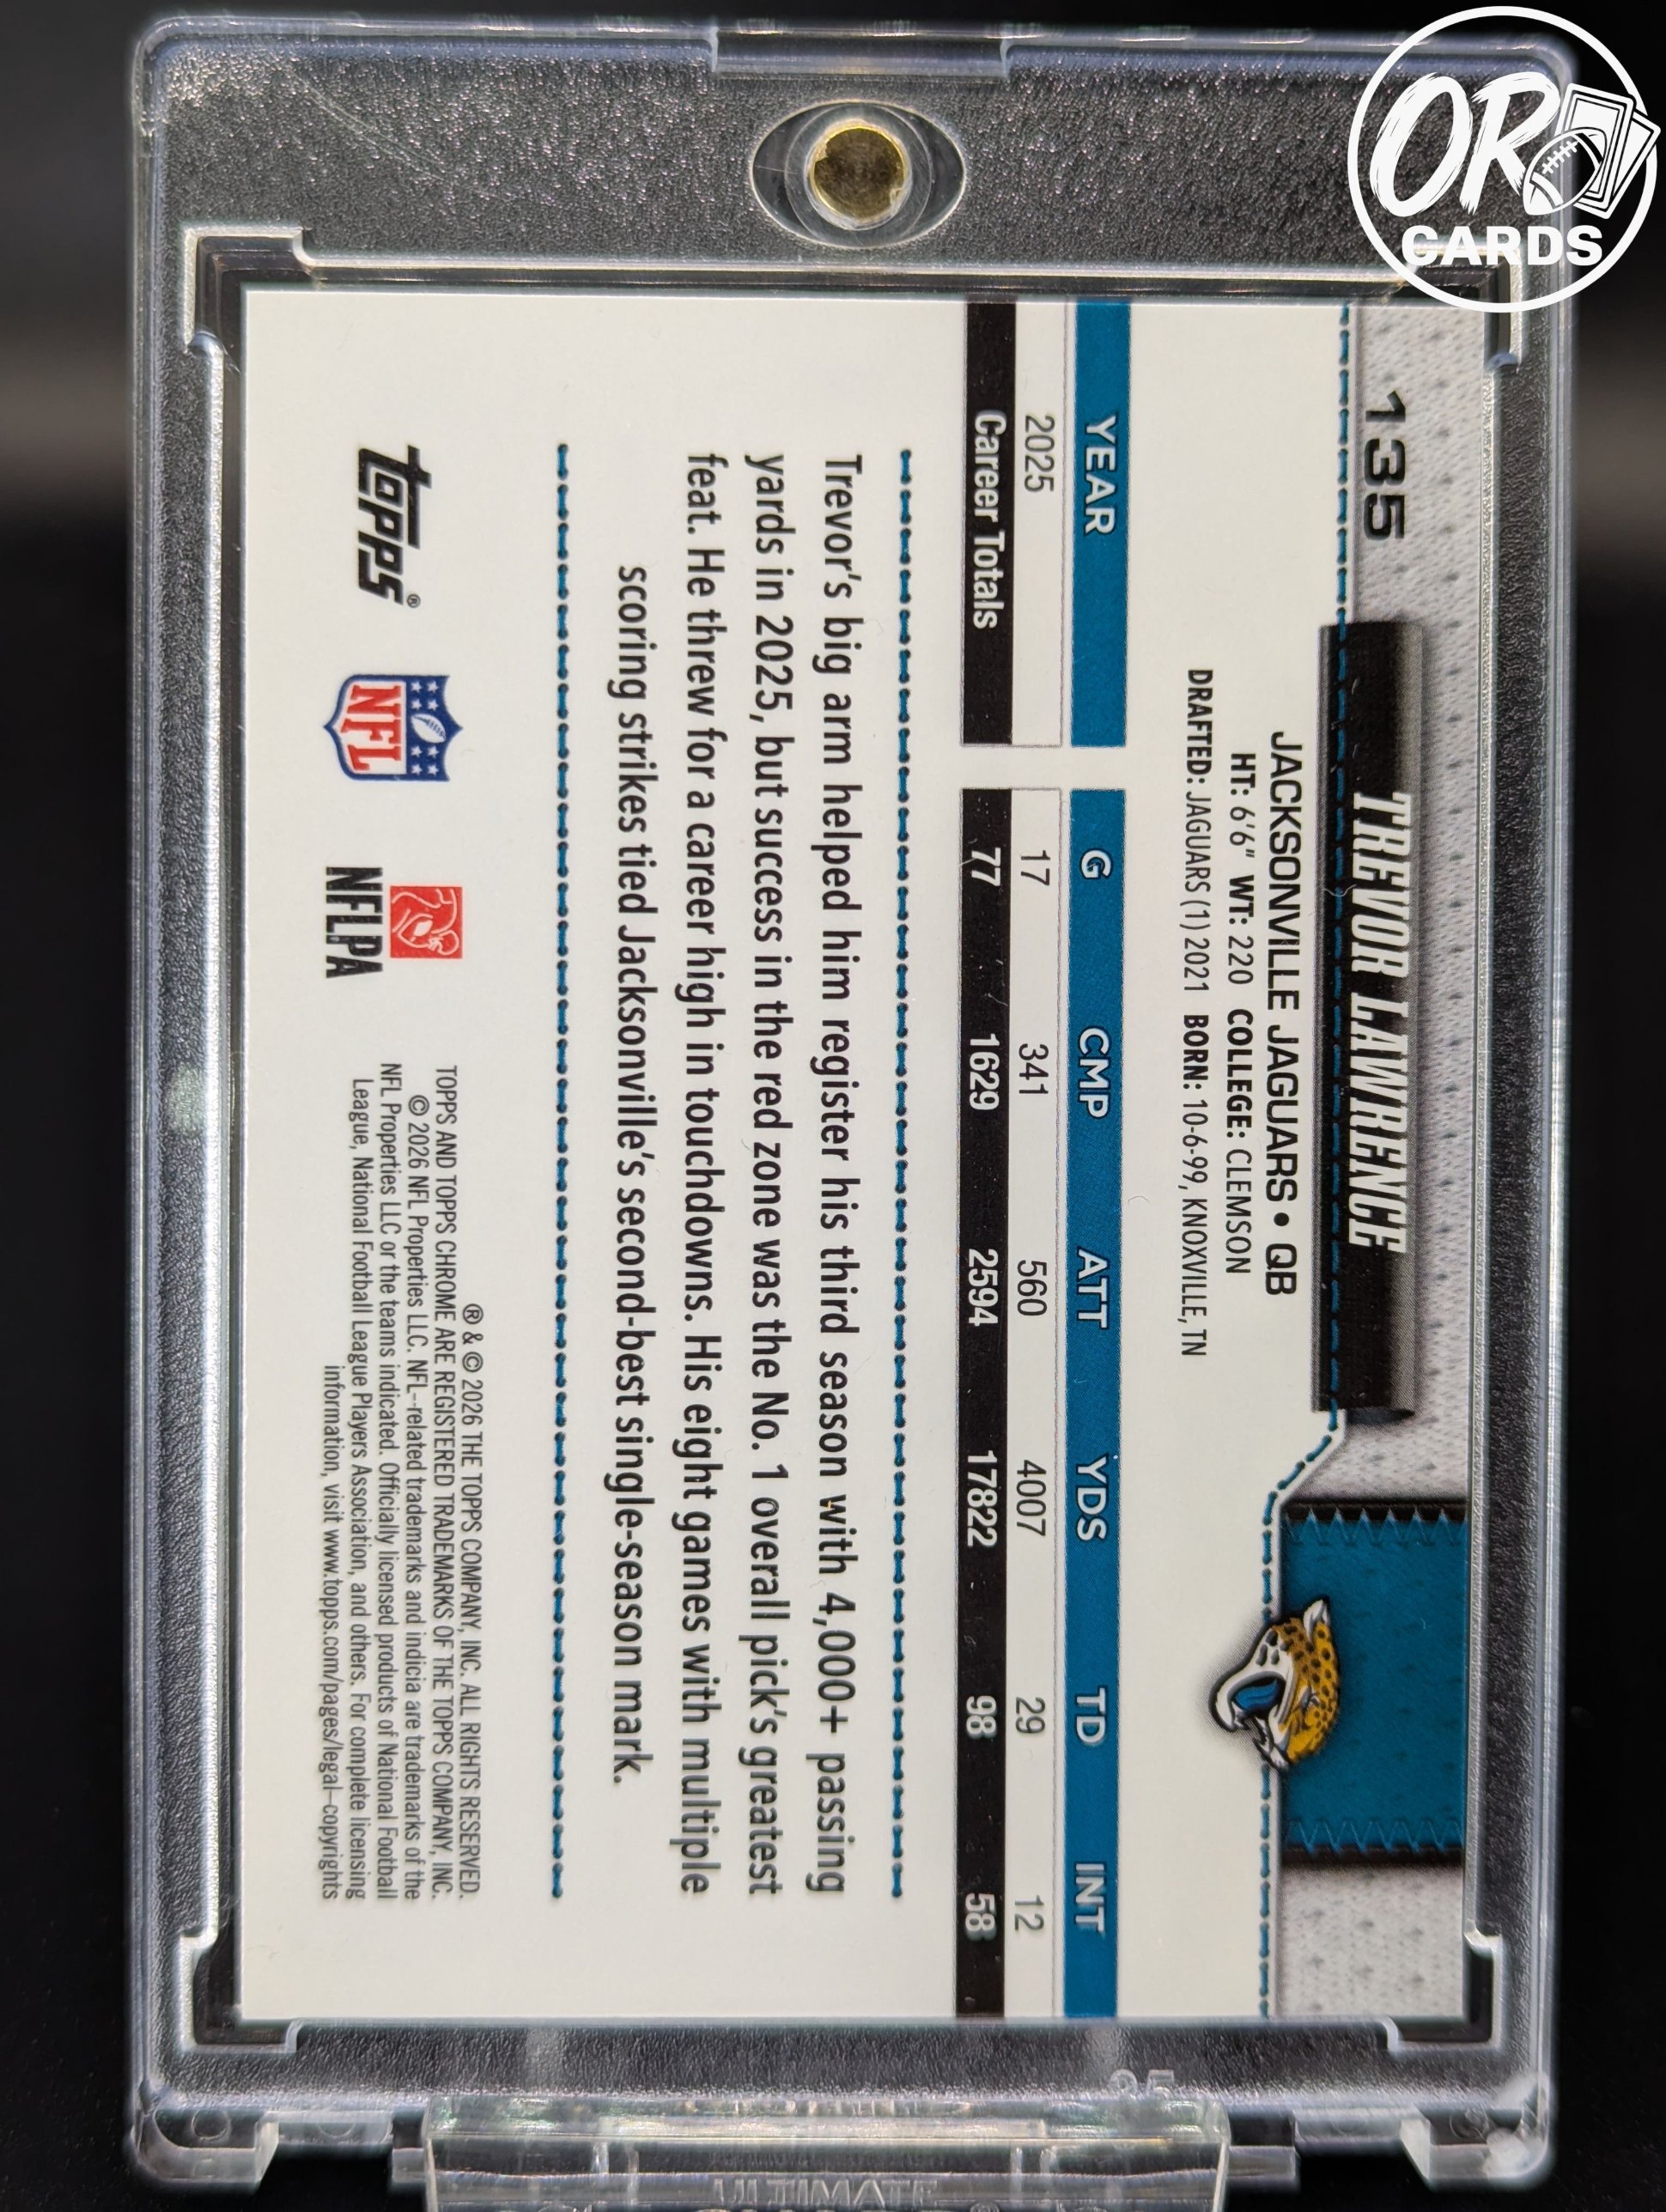 OR
CARDS
135
TREVOR LAWRENCE
JACKSONVILLE JAGUARS • QB
HT: 6'6" WT: 220 COLLEGE: CLEMSON
DRAFTED: JAGUARS (1) 2021 BORN: 10-6-99, KNOXVILLE, TN
YEAR G CMP ATT YDS TD INT
2025 17 341 560 4007 29 12
Career Totals 77 1629 2594 17822 98 58
Trevor's big arm helped him register his third season with 4,000+ passing
yards in 2025, but success in the red zone was the No. 1 overall pick's greatest
feat. He threw for a career high in touchdowns. His eight games with multiple
scoring strikes tied Jacksonville's second-best single-season mark.
topps®
NFL
NFLPA
® & © 2026 THE TOPPS COMPANY, INC. ALL RIGHTS RESERVED.
TOPPS AND TOPPS CHROME ARE REGISTERED TRADEMARKS OF THE TOPPS COMPANY, INC.
© 2026 NFL Properties LLC. NFL-related trademarks and indicia are trademarks of the
NFL Properties LLC or the teams indicated. Officially licensed products of National Football
League, National Football League Players Association, and others. For complete licensing
information, visit www.topps.com/pages/legal-copyrights
ULTIMATE